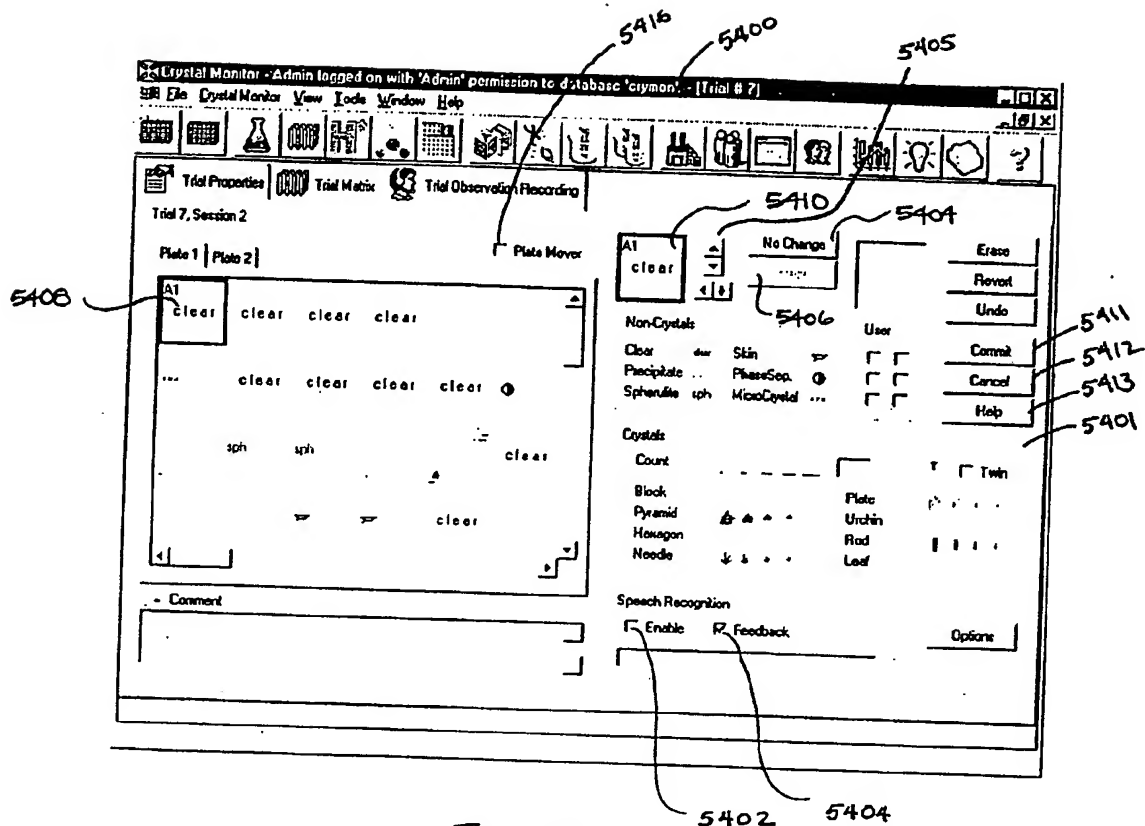 5416
5400
5405
Crystal Monitor - 'Admin logged on with 'Admin' permission to database 'crymon'. - [Trial # 7]
File Crystal Monitor View Tools Window Help
Trial Properties Trial Matrix Trial Observation Recording
5410
5404
Trial 7, Session 2
Plate 1 Plate 2
Plate Mover
A1
clear
No Change
Erase
Revert
Undo
5408
A1
clear clear clear clear
5406
5411
Non-Crystals
User
Commit
5412
Clear clear Skin
Cancel
5413
Precipitate PhaseSep.
Spherulite sph MicroCrystal
Help
5401
clear clear clear clear
sph sph clear
clear
Crystals
Count
Twin
Block Plate
Pyramid Urchin
Hexagon Rod
Needle Leaf
Comment
Speech Recognition
Enable Feedback
Options
5402
5404